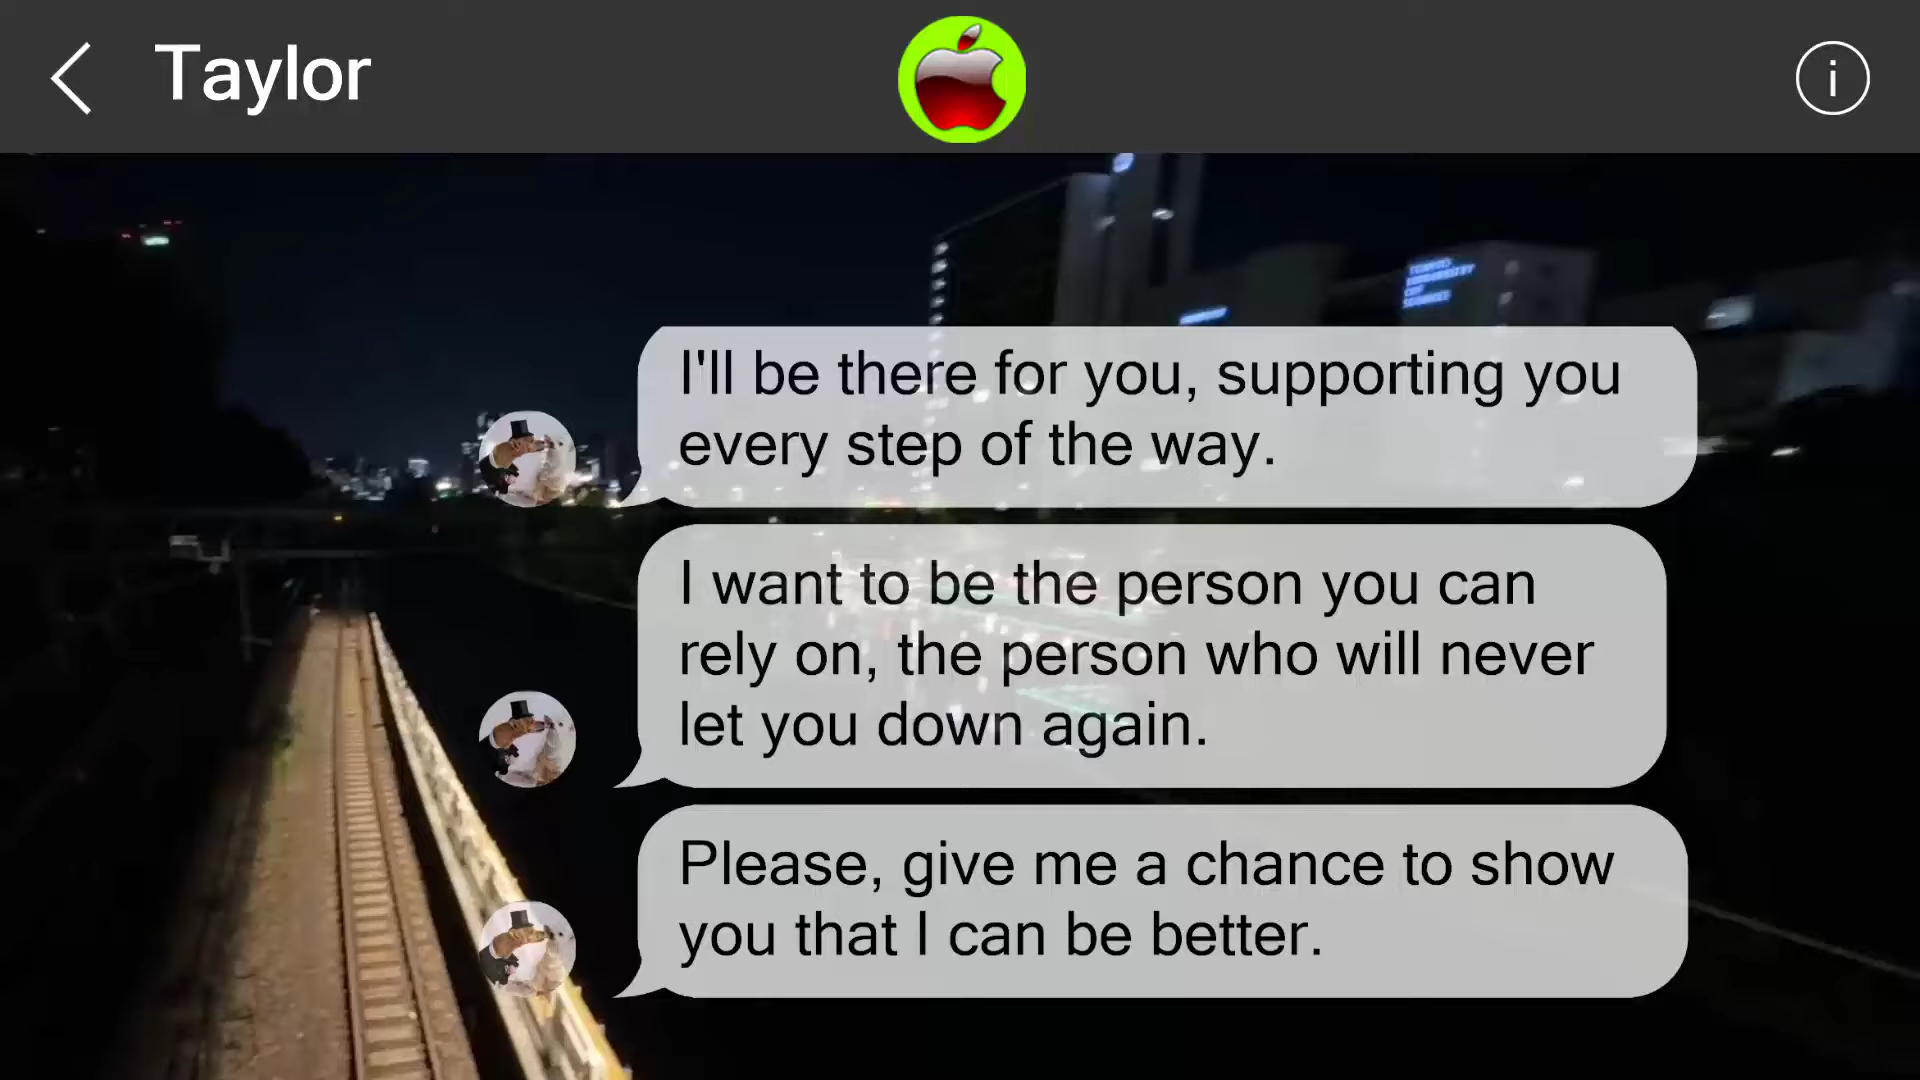 Taylor
I'll be there for you, supporting you
every step of the way.
I want to be the person you can
rely on, the person who will never
let you down again.
Please, give me a chance to show
you that I can be better.